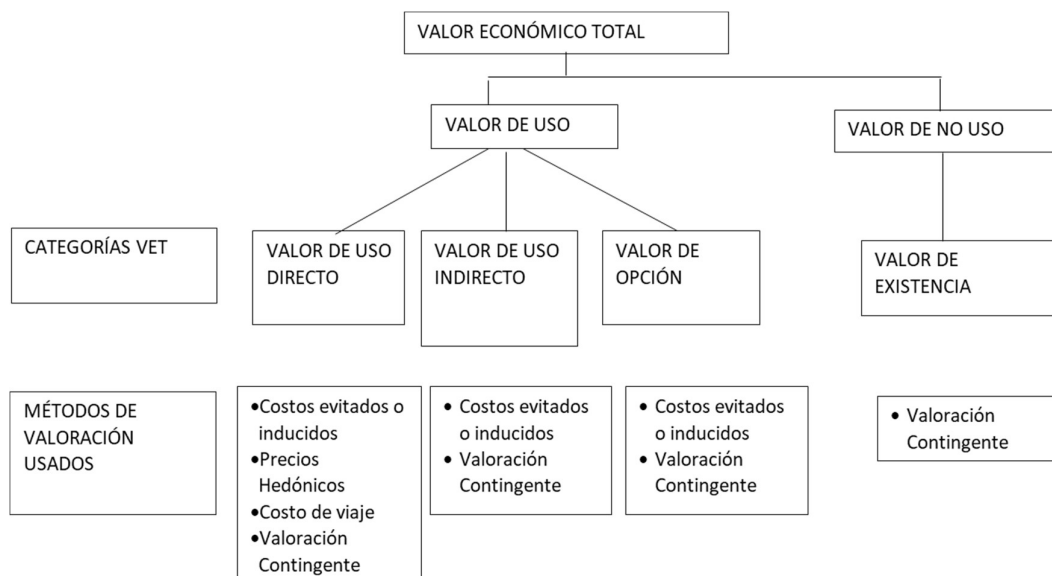 VALOR ECONÓMICO TOTAL
VALOR DE USO
VALOR DE NO USO
CATEGORÍAS VET
VALOR DE USO
DIRECTO
VALOR DE USO
INDIRECTO
VALOR DE
OPCIÓN
VALOR DE
EXISTENCIA
MÉTODOS DE
VALORACIÓN
USADOS
•Costos evitados o
inducidos
•Precios
Hedónicos
•Costo de viaje
•Valoración
Contingente
• Costos evitados
o inducidos
• Valoración
Contingente
• Costos evitados
o inducidos
• Valoración
Contingente
• Valoración
Contingente